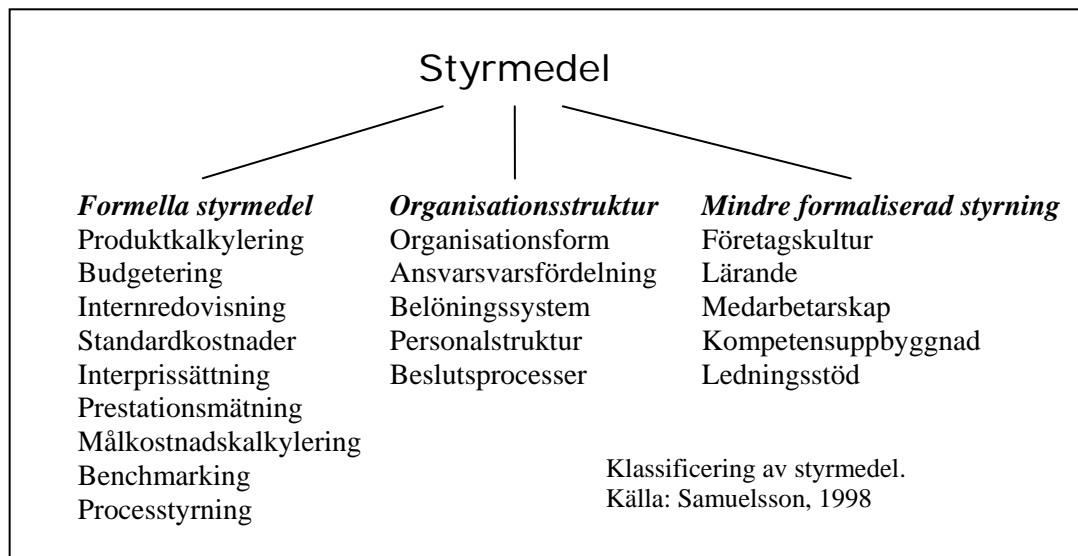 Styrmedel
Formella styrmedel
Produktkalkylering
Budgetering
Internredovisning
Standardkostnader
Interprissättning
Prestationsmätning
Målkostnadskalkylering
Benchmarking
Processtyrning
Organisationsstruktur
Organisationsform
Ansvarsvarsfördelning
Belöningssystem
Personalstruktur
Beslutsprocesser
Mindre formaliserad styrning
Företagskultur
Lärande
Medarbetarskap
Kompetensuppbyggnad
Ledningsstöd
Klassificering av styrmedel.
Källa: Samuelsson, 1998